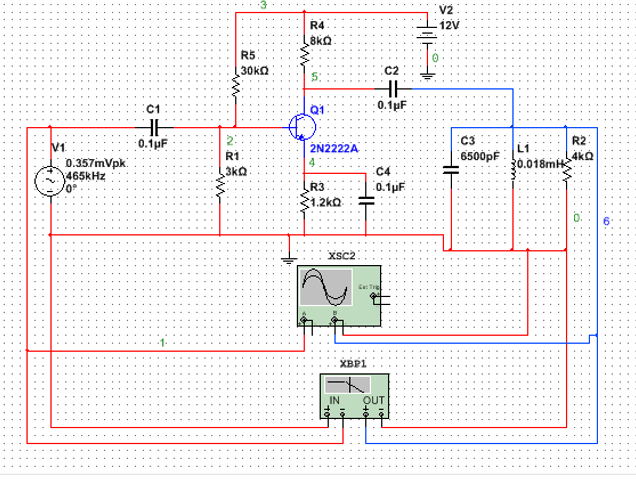 3
V2
12V
0
R4
8kΩ
R5
30kΩ
5
C2
0.1µF
C1
0.1µF
Q1
2N2222A
2
4
V1
0.357mVpk
465kHz
0°
R1
3kΩ
R3
1.2kΩ
C4
0.1µF
C3
6500pF
L1
0.018mH
R2
4kΩ
0
6
XSC2
Ext Trig
A
B
1
XBP1
IN
OUT